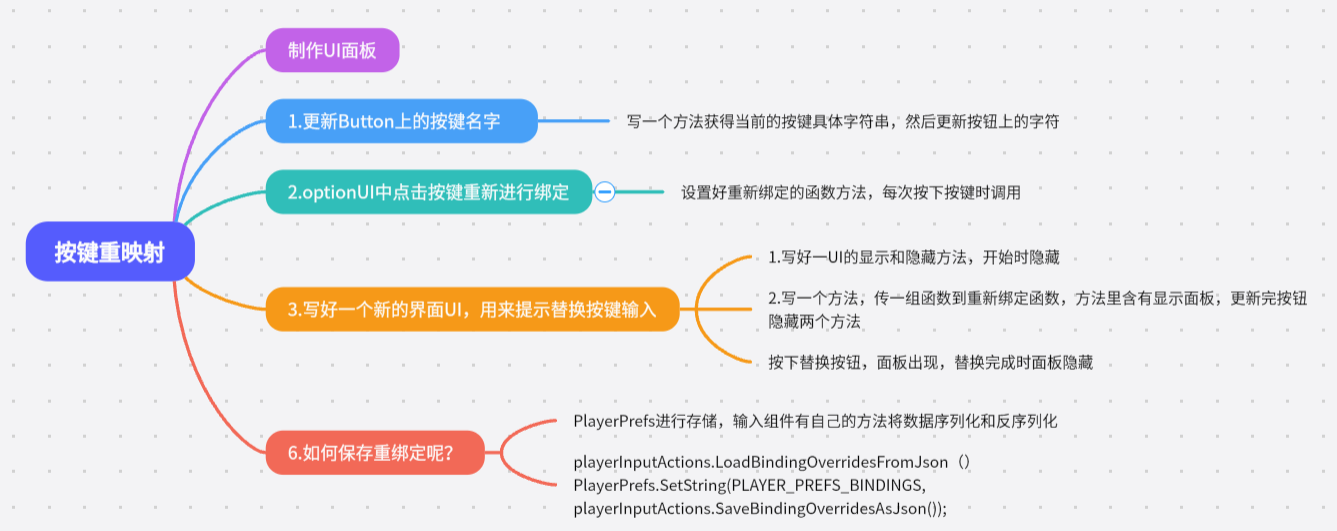 制作UI面板
1.更新Button上的按键名字
写一个方法获得当前的按键具体字符串，然后更新按钮上的字符
2.optionUI中点击按键重新进行绑定
设置好重新绑定的函数方法，每次按下按键时调用
按键重映射
3.写好一个新的界面UI，用来提示替换按键输入
1.写好一UI的显示和隐藏方法，开始时隐藏
2.写一个方法，传一组函数到重新绑定函数，方法里含有显示面板，更新完按钮
隐藏两个方法
按下替换按钮，面板出现，替换完成时面板隐藏
6.如何保存重绑定呢？
PlayerPrefs进行存储，输入组件有自己的方法将数据序列化和反序列化
playerInputActions.LoadBindingOverridesFromJson（）
PlayerPrefs.SetString(PLAYER_PREFS_BINDINGS,
playerInputActions.SaveBindingOverridesAsJson());